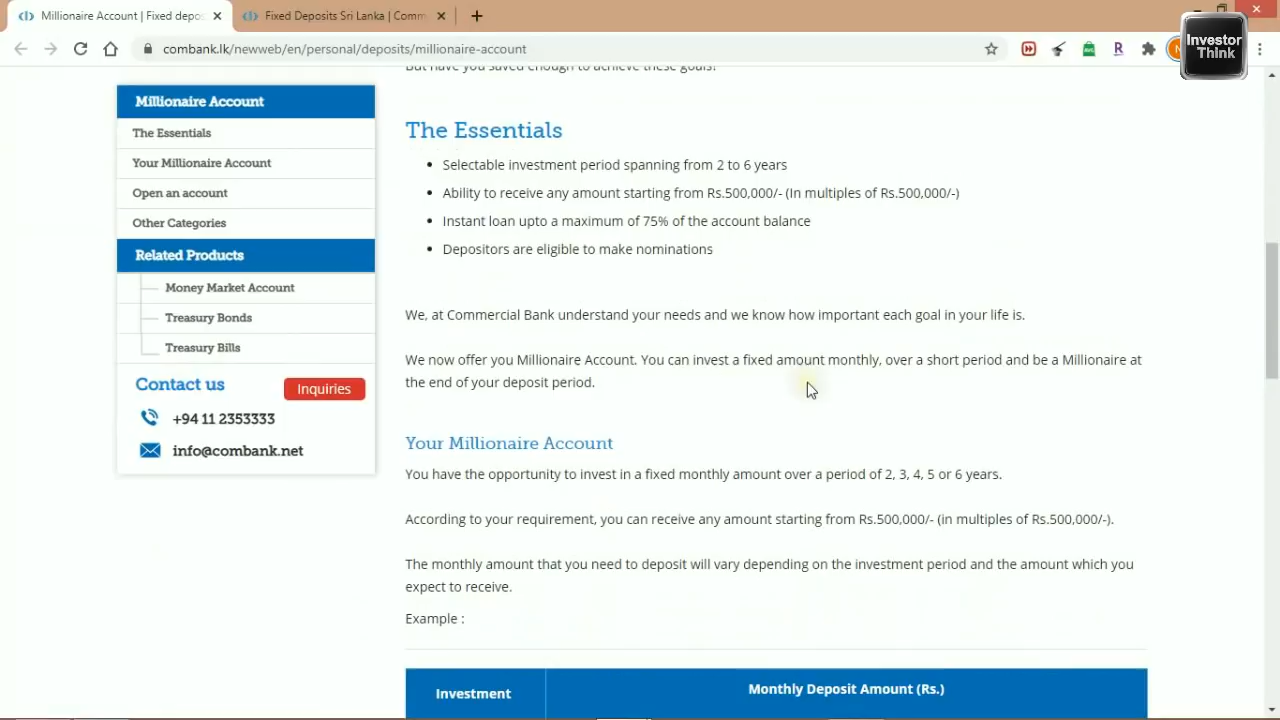 Millionaire Account | Fixed depos
Fixed Deposits Sri Lanka | Comm
combank.lk/newweb/en/personal/deposits/millionaire-account
Investor
Think
But have you saved enough to achieve these goals?
Millionaire Account
The Essentials
Your Millionaire Account
Open an account
Other Categories
Related Products
Money Market Account
Treasury Bonds
Treasury Bills
Contact us
Inquiries
+94 11 2353333
info@combank.net
The Essentials
• Selectable investment period spanning from 2 to 6 years
• Ability to receive any amount starting from Rs.500,000/- (In multiples of Rs.500,000/-)
• Instant loan upto a maximum of 75% of the account balance
• Depositors are eligible to make nominations
We, at Commercial Bank understand your needs and we know how important each goal in your life is.
We now offer you Millionaire Account. You can invest a fixed amount monthly, over a short period and be a Millionaire at
the end of your deposit period.
Your Millionaire Account
You have the opportunity to invest in a fixed monthly amount over a period of 2, 3, 4, 5 or 6 years.
According to your requirement, you can receive any amount starting from Rs.500,000/- (in multiples of Rs.500,000/-).
The monthly amount that you need to deposit will vary depending on the investment period and the amount which you
expect to receive.
Example :
Investment
Monthly Deposit Amount (Rs.)